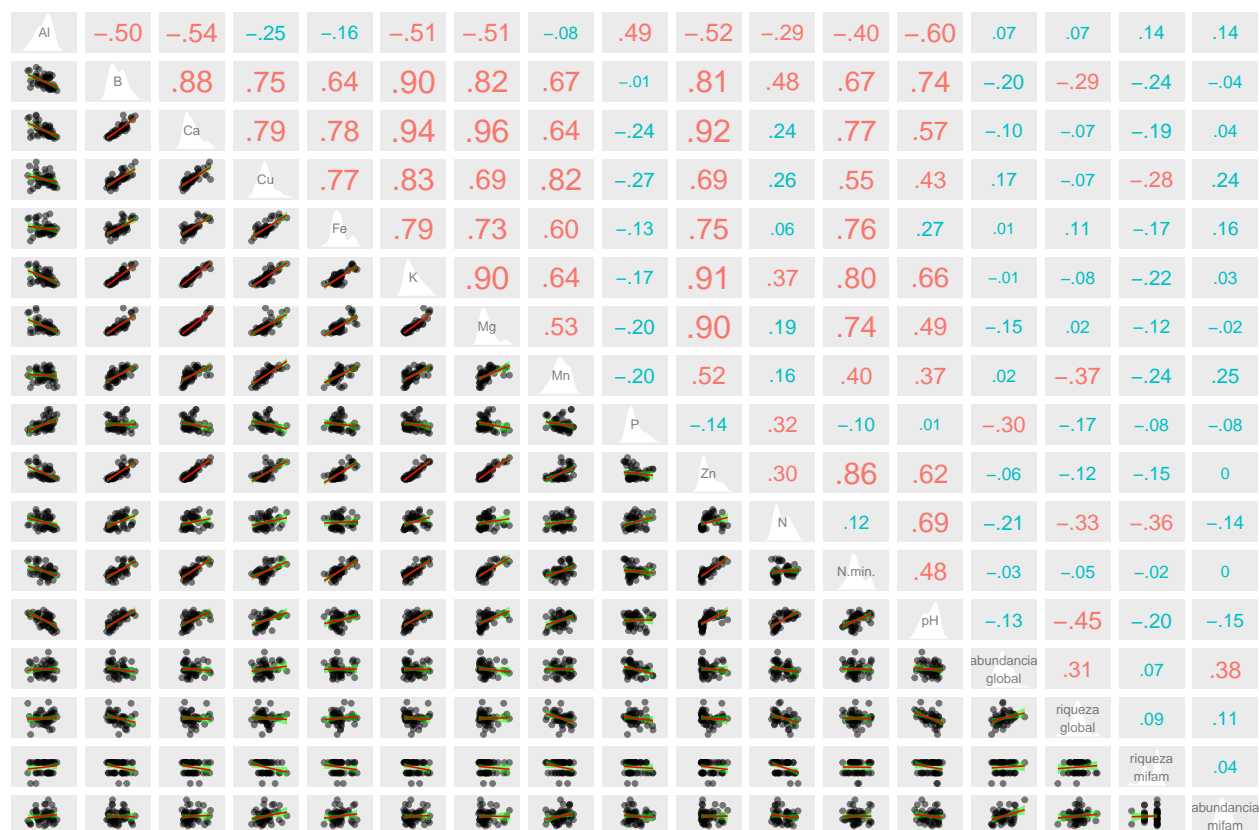 Al −.50 −.54 −.25 −.16 −.51 −.51 −.08 .49 −.52 −.29 −.40 −.60 .07 .07 .14 .14
B .88 .75 .64 .90 .82 .67 −.01 .81 .48 .67 .74 −.20 −.29 −.24 −.04
Ca .79 .78 .94 .96 .64 −.24 .92 .24 .77 .57 −.10 −.07 −.19 .04
Cu .77 .83 .69 .82 −.27 .69 .26 .55 .43 .17 −.07 −.28 .24
Fe .79 .73 .60 −.13 .75 .06 .76 .27 .01 .11 −.17 .16
K .90 .64 −.17 .91 .37 .80 .66 −.01 −.08 −.22 .03
Mg .53 −.20 .90 .19 .74 .49 −.15 .02 −.12 −.02
Mn −.20 .52 .16 .40 .37 .02 −.37 −.24 .25
P −.14 .32 −.10 .01 −.30 −.17 −.08 −.08
Zn .30 .86 .62 −.06 −.12 −.15 0
N .12 .69 −.21 −.33 −.36 −.14
N.min. .48 −.03 −.05 −.02 0
pH −.13 −.45 −.20 −.15
abundancia
global .31 .07 .38
riqueza
global .09 .11
riqueza
mifam .04
abundancia
mifam